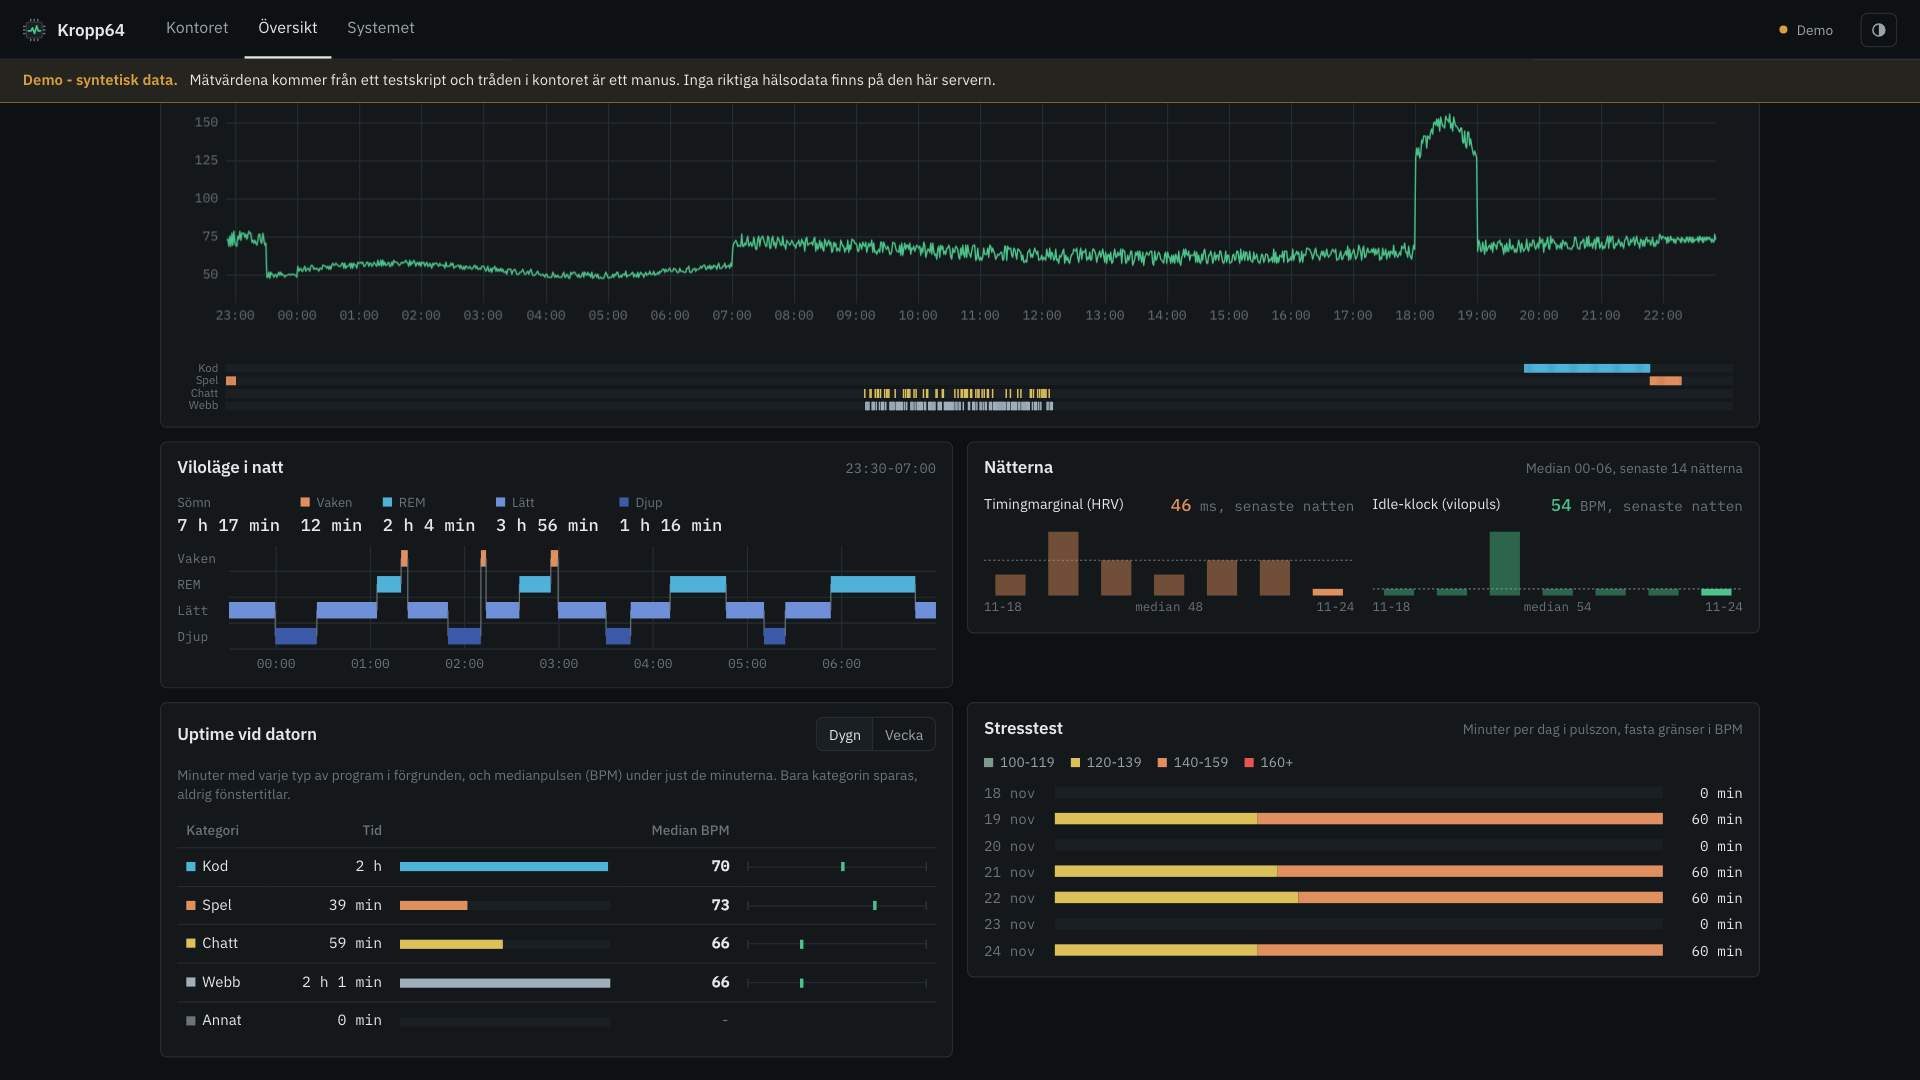 Kropp64
Kontoret
Översikt
Systemet
Demo
Demo - syntetisk data. Mätvärdena kommer från ett testskript och tråden i kontoret är ett manus. Inga riktiga hälsodata finns på den här servern.
150
125
100
75
50
23:00 00:00 01:00 02:00 03:00 04:00 05:00 06:00 07:00 08:00 09:00 10:00 11:00 12:00 13:00 14:00 15:00 16:00 17:00 18:00 19:00 20:00 21:00 22:00
Kod
Spel
Chatt
Webb
Viloläge i natt
23:30-07:00
Sömn Vaken REM Lätt Djup
7 h 17 min 12 min 2 h 4 min 3 h 56 min 1 h 16 min
Vaken
REM
Lätt
Djup
00:00 01:00 02:00 03:00 04:00 05:00 06:00
Nätterna
Median 00-06, senaste 14 nätterna
Timingmarginal (HRV) 46 ms, senaste natten
11-18 median 48 11-24
Idle-klock (vilopuls) 54 BPM, senaste natten
11-18 median 54 11-24
Uptime vid datorn
Dygn Vecka
Minuter med varje typ av program i förgrunden, och medianpulsen (BPM) under just de minuterna. Bara kategorin sparas,
aldrig fönstertitlar.
Kategori Tid Median BPM
Kod 2 h 70
Spel 39 min 73
Chatt 59 min 66
Webb 2 h 1 min 66
Annat 0 min -
Stresstest
Minuter per dag i pulszon, fasta gränser i BPM
100-119 120-139 140-159 160+
18 nov 0 min
19 nov 60 min
20 nov 0 min
21 nov 60 min
22 nov 60 min
23 nov 0 min
24 nov 60 min